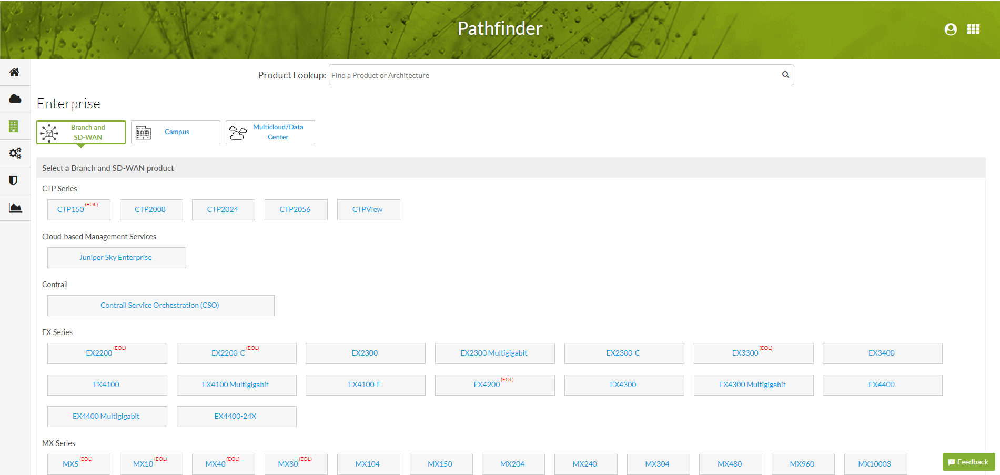 Pathfinder
Product Lookup: Find a Product or Architecture
Enterprise
Branch and
SD-WAN
Campus
Multicloud/Data
Center
Select a Branch and SD-WAN product
CTP Series
CTP150 (EOL) CTP2008 CTP2024 CTP2056 CTPView
Cloud-based Management Services
Juniper Sky Enterprise
Contrail
Contrail Service Orchestration (CSO)
EX Series
EX2200 (EOL) EX2200-C (EOL) EX2300 EX2300 Multigigabit EX2300-C EX3300 (EOL) EX3400
EX4100 EX4100 Multigigabit EX4100-F EX4200 (EOL) EX4300 EX4300 Multigigabit EX4400
EX4400 Multigigabit EX4400-24X
MX Series
MX5 (EOL) MX10 (EOL) MX40 (EOL) MX80 (EOL) MX104 MX150 MX204 MX240 MX304 MX480 MX960 MX10003
Feedback